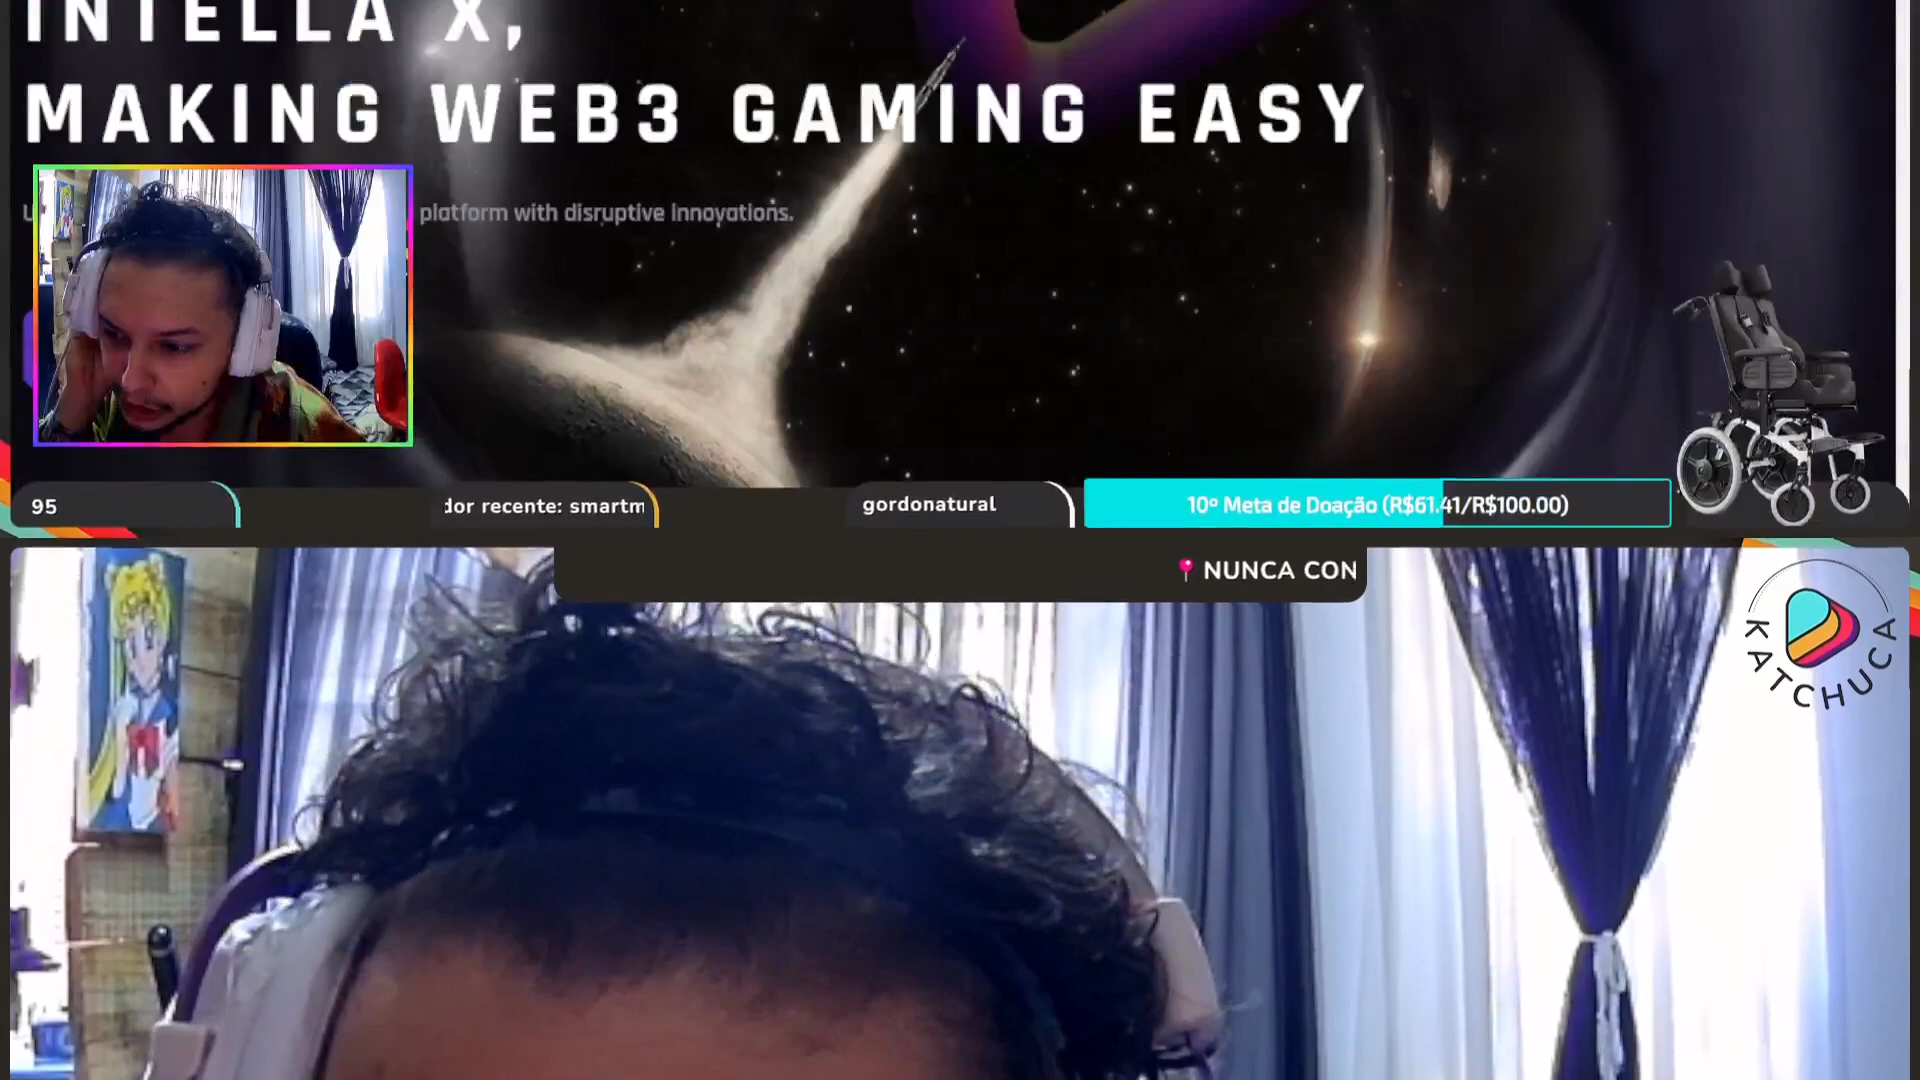 INTELLA X,
MAKING WEB3 GAMING EASY
platform with disruptive innovations.
95
dor recente: smartm
gordonatural
10º Meta de Doação (R$61.41/R$100.00)
NUNCA CON
KATCHUCA